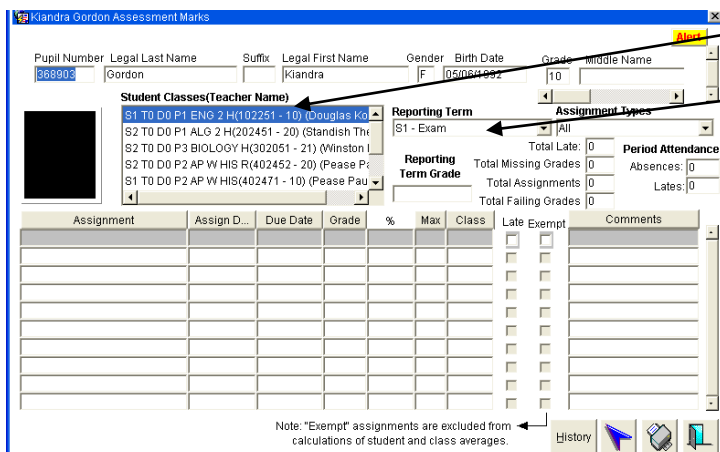 Kiandra Gordon Assessment Marks
Alert
Pupil Number Legal Last Name Suffix Legal First Name Gender Birth Date Grade Middle Name
368903 Gordon Kiandra F 05/06/1992 10
Student Classes(Teacher Name)
S1 T0 D0 P1 ENG 2 H(102251 - 10) (Douglas Ko
S2 T0 D0 P1 ALG 2 H(202451 - 20) (Standish The
S2 T0 D0 P3 BIOLOGY H(302051 - 21) (Winston
S1 T0 D0 P2 AP W HIS R(402452 - 20) (Pease Pa
S1 T0 D0 P2 AP W HIS(402471 - 10) (Pease Pau
Reporting Term
S1 - Exam
Assignment Types
All
Reporting
Term Grade
Total Late: 0
Total Missing Grades 0
Total Assignments 0
Total Failing Grades 0
Period Attendance
Absences: 0
Lates: 0
Assignment Assign D... Due Date Grade % Max Class Late Exempt Comments
Note: "Exempt" assignments are excluded from
calculations of student and class averages.
History